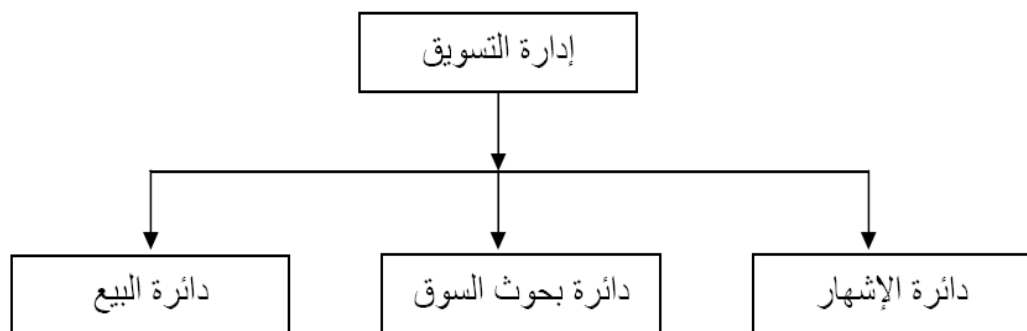 إدارة التسويق
دائرة الإشهار
دائرة بحوث السوق
دائرة البيع